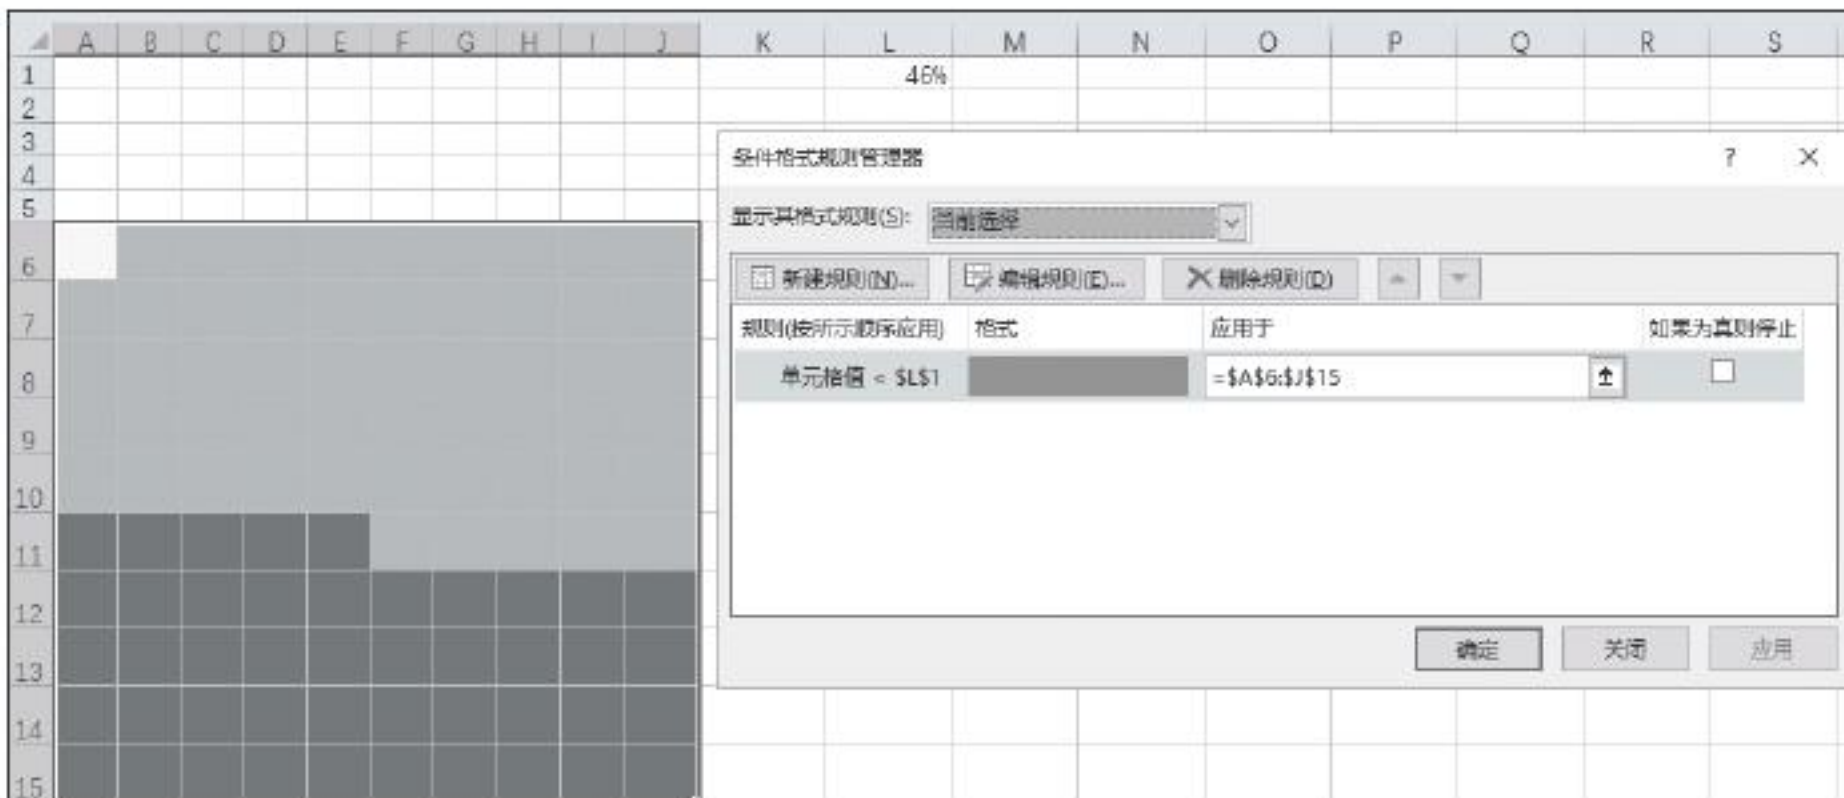 A B C D E F G H I J K L M N O P Q R S
1 46%
2
3
条件格式规则管理器 ? ×
4
5
显示其格式规则(S): 当前选择
6
新建规则(N)... 编辑规则(E)... 删除规则(D)
7
规则(按所示顺序应用) 格式 应用于 如果为真则停止
8
单元格值 < $L$1 =$A$6:$J$15
9
10
11
12
13
确定 关闭 应用
14
15